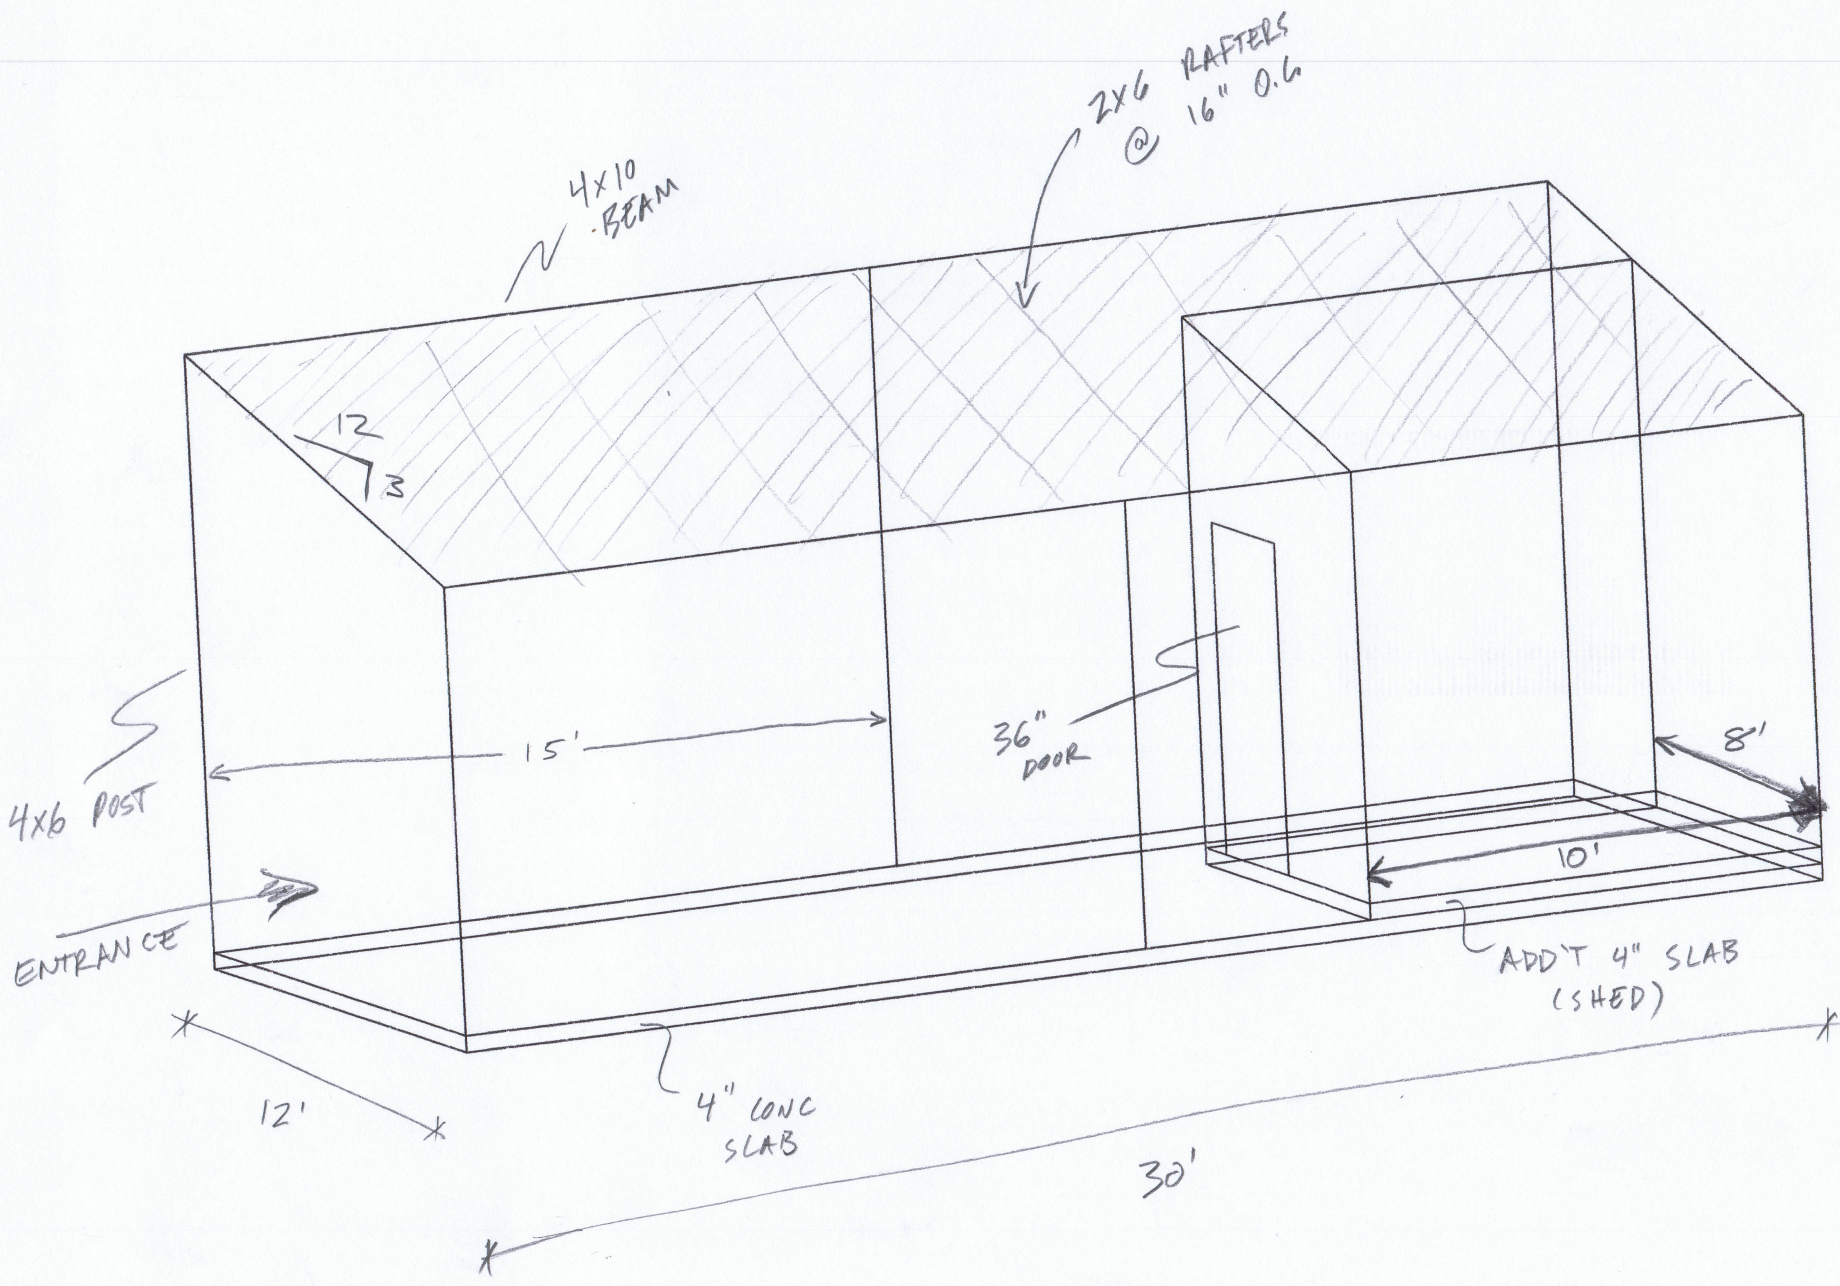 2X6 RAFTERS
@ 16" O.C.
4X10
BEAM
12
3
15'
36"
DOOR
8'
10'
4X6 POST
ENTRANCE
ADD'T 4" SLAB
(SHED)
12'
4" CONC
SLAB
30'